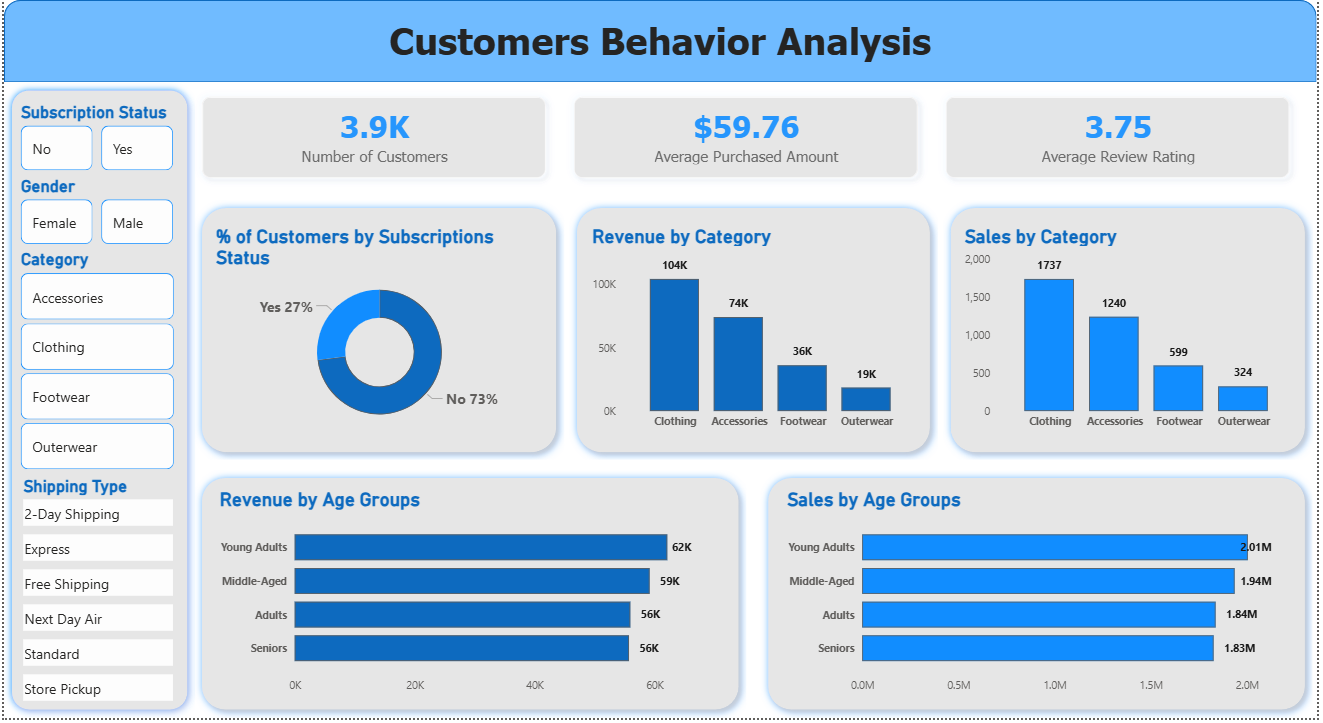 Customers Behavior Analysis
Subscription Status
No
Yes
Gender
Female
Male
Category
Accessories
Clothing
Footwear
Outerwear
Shipping Type
2-Day Shipping
Express
Free Shipping
Next Day Air
Standard
Store Pickup
3.9K
Number of Customers
$59.76
Average Purchased Amount
3.75
Average Review Rating
% of Customers by Subscriptions
Status
Yes 27%
No 73%
Revenue by Category
100K
50K
0K
104K
74K
36K
19K
Clothing
Accessories
Footwear
Outerwear
Sales by Category
2,000
1,500
1,000
500
0
1737
1240
599
324
Clothing
Accessories
Footwear
Outerwear
Revenue by Age Groups
Young Adults 62K
Middle-Aged 59K
Adults 56K
Seniors 56K
0K 20K 40K 60K
Sales by Age Groups
Young Adults 2.01M
Middle-Aged 1.94M
Adults 1.84M
Seniors 1.83M
0.0M 0.5M 1.0M 1.5M 2.0M